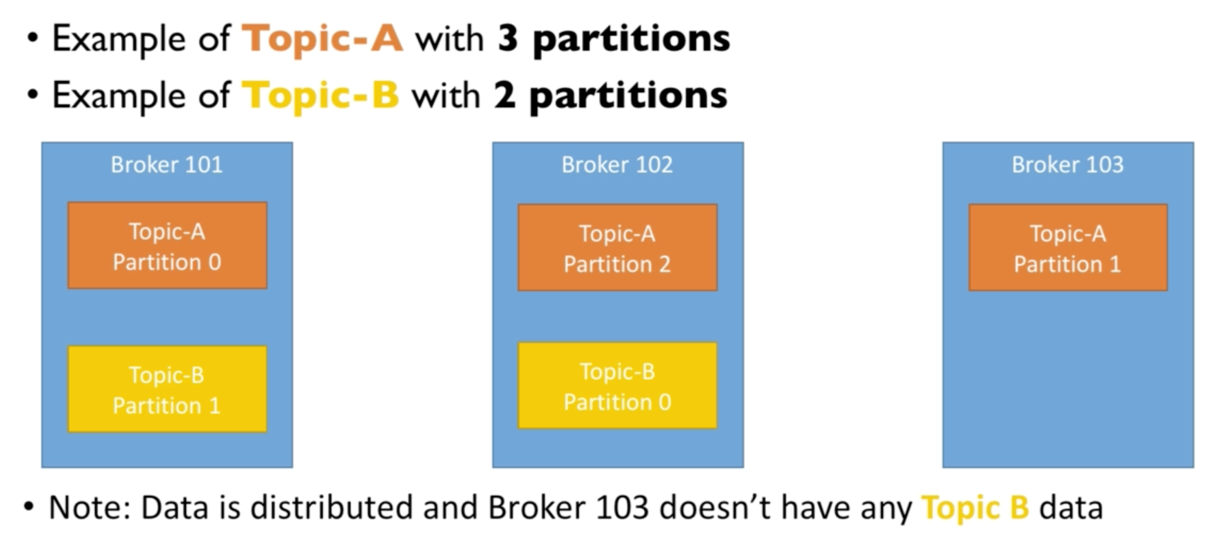 • Example of Topic-A with 3 partitions
• Example of Topic-B with 2 partitions
Broker 101
Topic-A
Partition 0
Topic-B
Partition 1
Broker 102
Topic-A
Partition 2
Topic-B
Partition 0
Broker 103
Topic-A
Partition 1
• Note: Data is distributed and Broker 103 doesn’t have any Topic B data